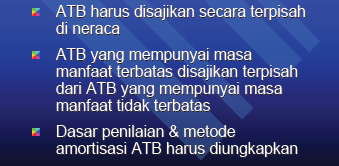 ATB harus disajikan secara terpisah
di neraca
ATB yang mempunyai masa
manfaat terbatas disajikan terpisah
dari ATB yang mempunyai masa
manfaat tidak terbatas
Dasar penilaian & metode
amortisasi ATB harus diungkapkan